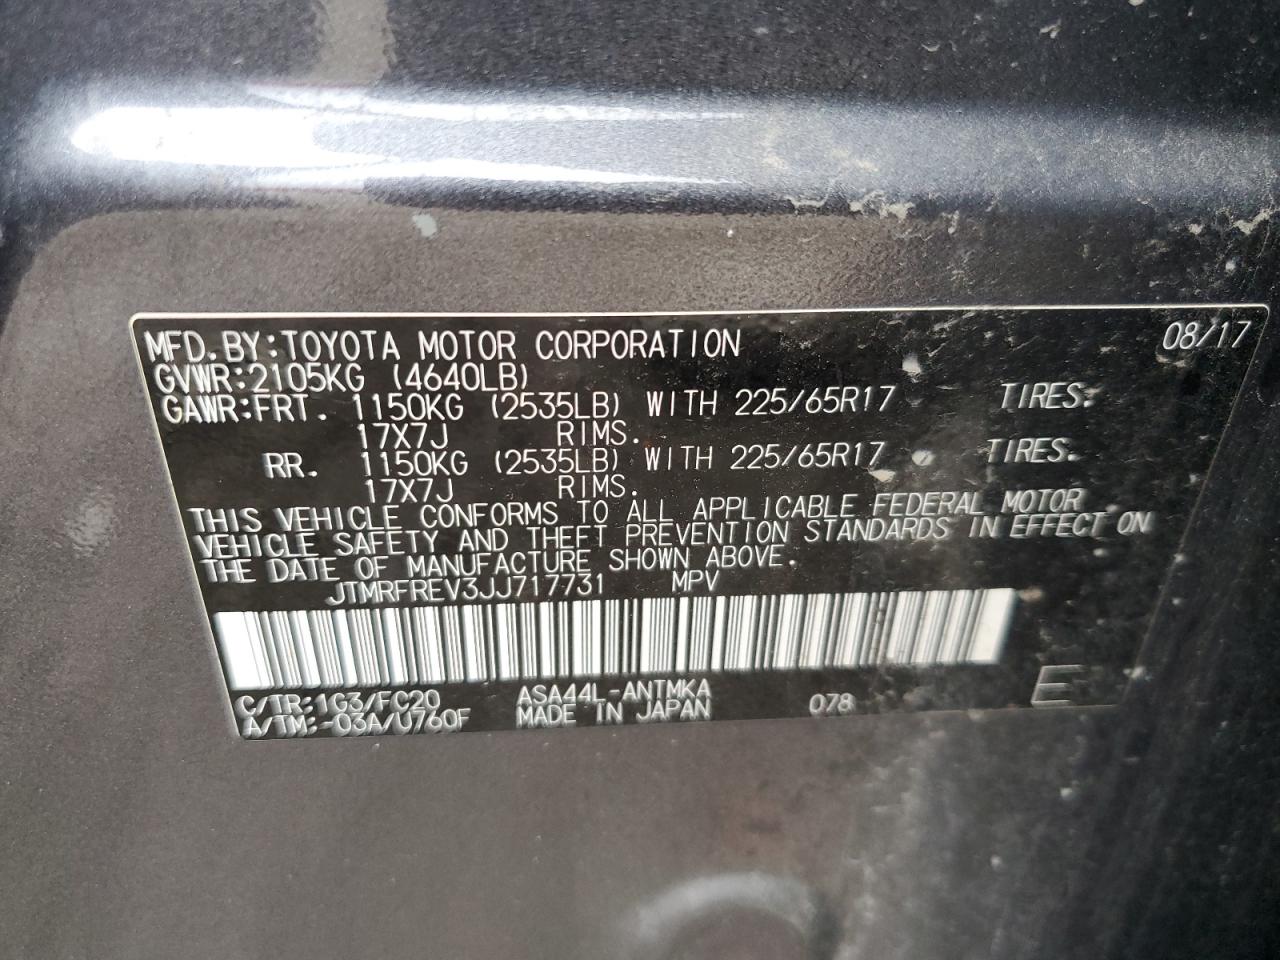 MFD.BY:TOYOTA MOTOR CORPORATION 08/17
GVWR:2105KG (4640LB)
GAWR:FRT. 1150KG (2535LB) WITH 225/65R17 TIRES.
17X7J RIMS.
RR. 1150KG (2535LB) WITH 225/65R17 TIRES.
17X7J RIMS.
THIS VEHICLE CONFORMS TO ALL APPLICABLE FEDERAL MOTOR
VEHICLE SAFETY AND THEFT PREVENTION STANDARDS IN EFFECT ON
THE DATE OF MANUFACTURE SHOWN ABOVE.
JTMRFREV3JJ717731 MPV
C/TR:1G3/FC20 ASA44L-ANTMKA 078 E
A/TM:-03A/U760F MADE IN JAPAN